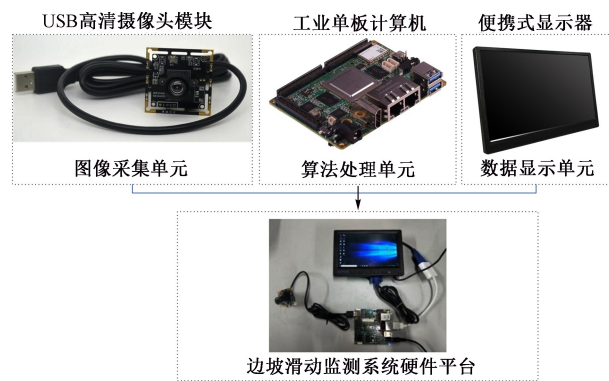 USB高清摄像头模块
工业单板计算机
便携式显示器
图像采集单元
算法处理单元
数据显示单元
边坡滑动监测系统硬件平台